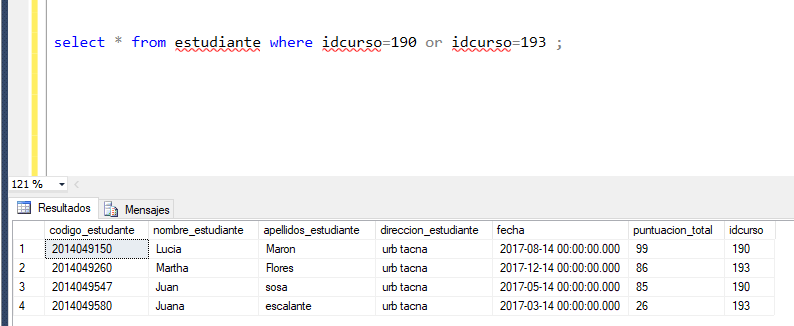 select * from estudiante where idcurso=190 or idcurso=193 ;
121 %
Resultados Mensajes
codigo_estudante nombre_estudiante apellidos_estudiante direccion_estudiante fecha puntuacion_total idcurso
1 2014049150 Lucia Maron urb tacna 2017-08-14 00:00:00.000 99 190
2 2014049260 Martha Flores urb tacna 2017-12-14 00:00:00.000 86 193
3 2014049547 Juan sosa urb tacna 2017-05-14 00:00:00.000 85 190
4 2014049580 Juana escalante urb tacna 2017-03-14 00:00:00.000 26 193